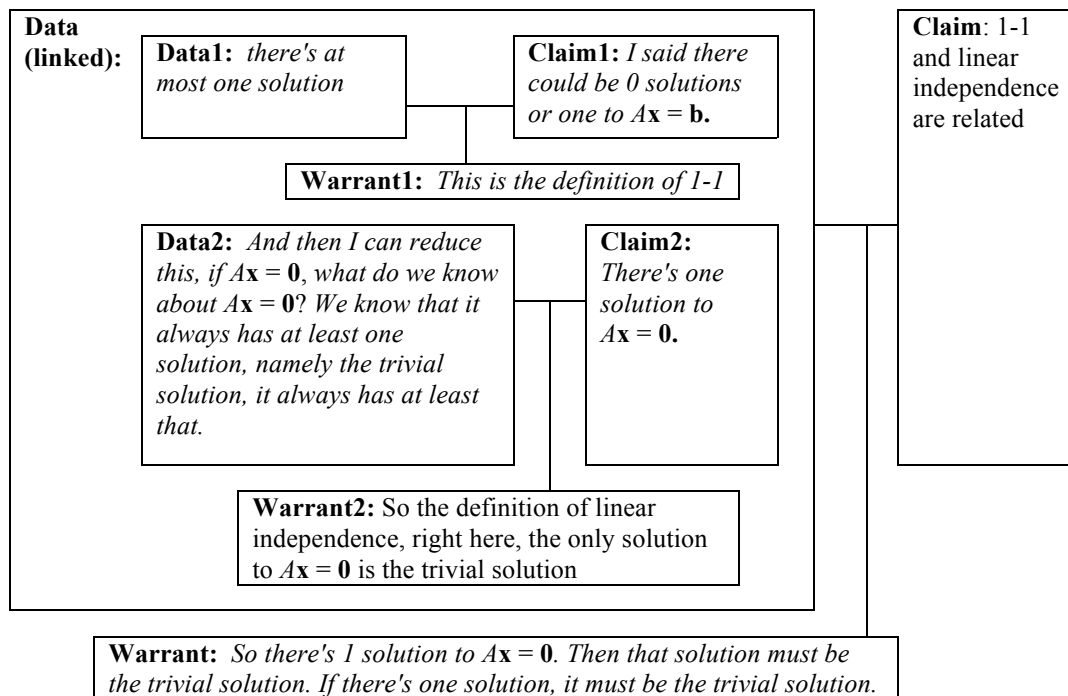 Data
(linked):
Data1: there's at
most one solution
Claim1: I said there
could be 0 solutions
or one to Ax = b.
Warrant1: This is the definition of 1-1
Data2: And then I can reduce
this, if Ax = 0, what do we know
about Ax = 0? We know that it
always has at least one
solution, namely the trivial
solution, it always has at least
that.
Claim2:
There's one
solution to
Ax = 0.
Warrant2: So the definition of linear
independence, right here, the only solution
to Ax = 0 is the trivial solution
Claim: 1-1
and linear
independence
are related
Warrant: So there's 1 solution to Ax = 0. Then that solution must be
the trivial solution. If there's one solution, it must be the trivial solution.